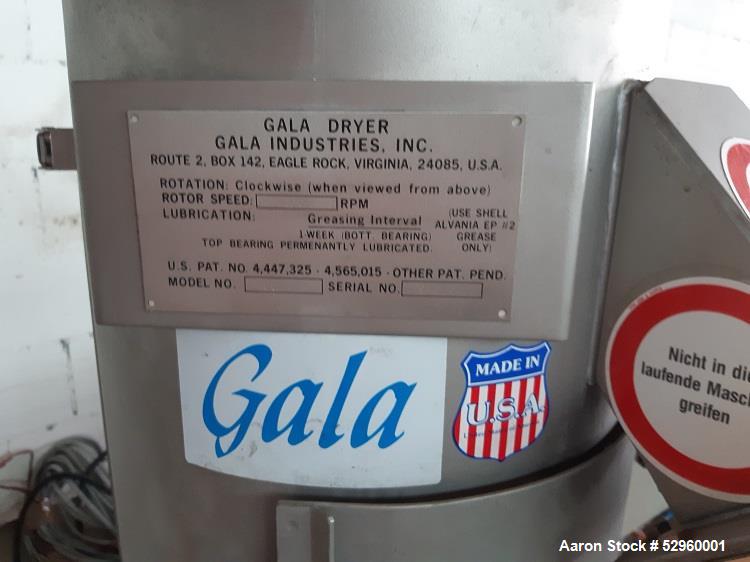 GALA DRYER
GALA INDUSTRIES, INC.
ROUTE 2, BOX 142, EAGLE ROCK, VIRGINIA, 24085, U.S.A.
ROTATION: Clockwise (when viewed from above)
ROTOR SPEED: RPM
LUBRICATION: Greasing Interval
1-WEEK (BOTT. BEARING)
TOP BEARING PERMENANTLY LUBRICATED.
(USE SHELL
ALVANIA EP #2
GREASE
ONLY)
U.S. PAT. NO. 4,447,325 - 4,565,015 - OTHER PAT. PEND.
MODEL NO. SERIAL NO.
Gala
MADE IN
U.S.A.
Nicht in die
laufende Masch
greifen
Aaron Stock # 52960001